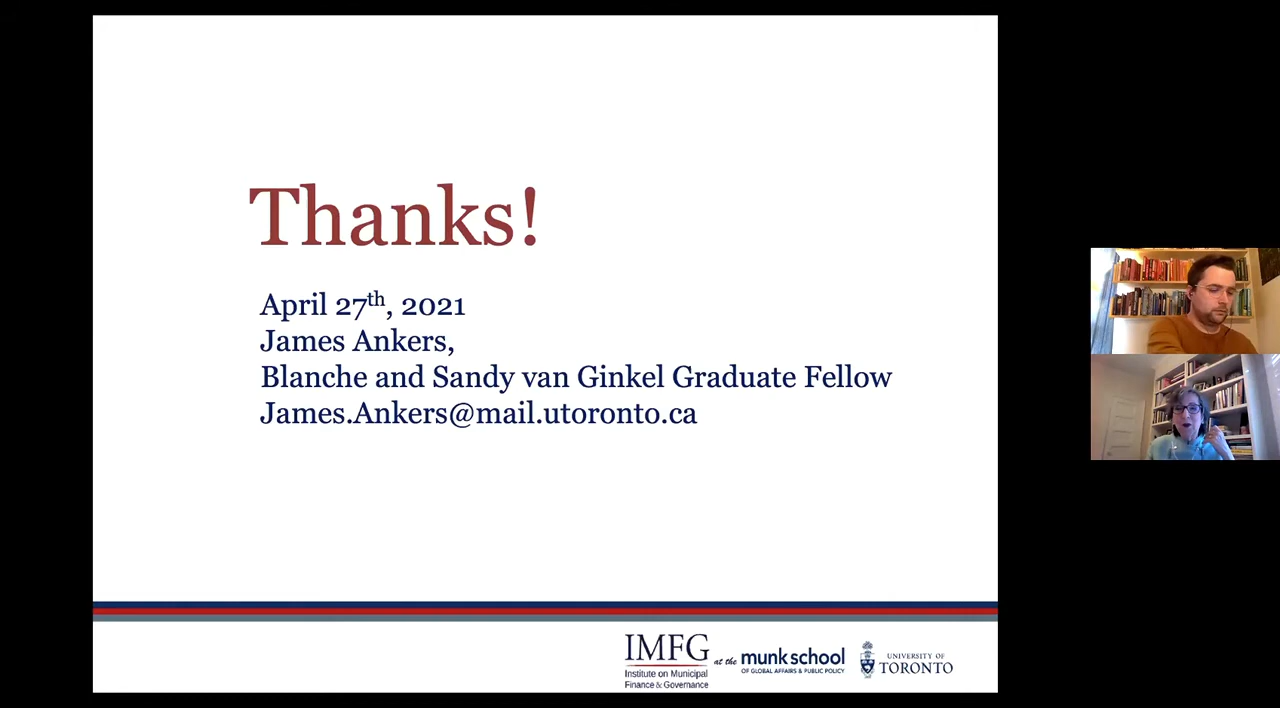 Thanks!
April 27th, 2021
James Ankers,
Blanche and Sandy van Ginkel Graduate Fellow
James.Ankers@mail.utoronto.ca
IMFG
Institute on Municipal
Finance & Governance
at the
munk school
OF GLOBAL AFFAIRS & PUBLIC POLICY
UNIVERSITY OF
TORONTO